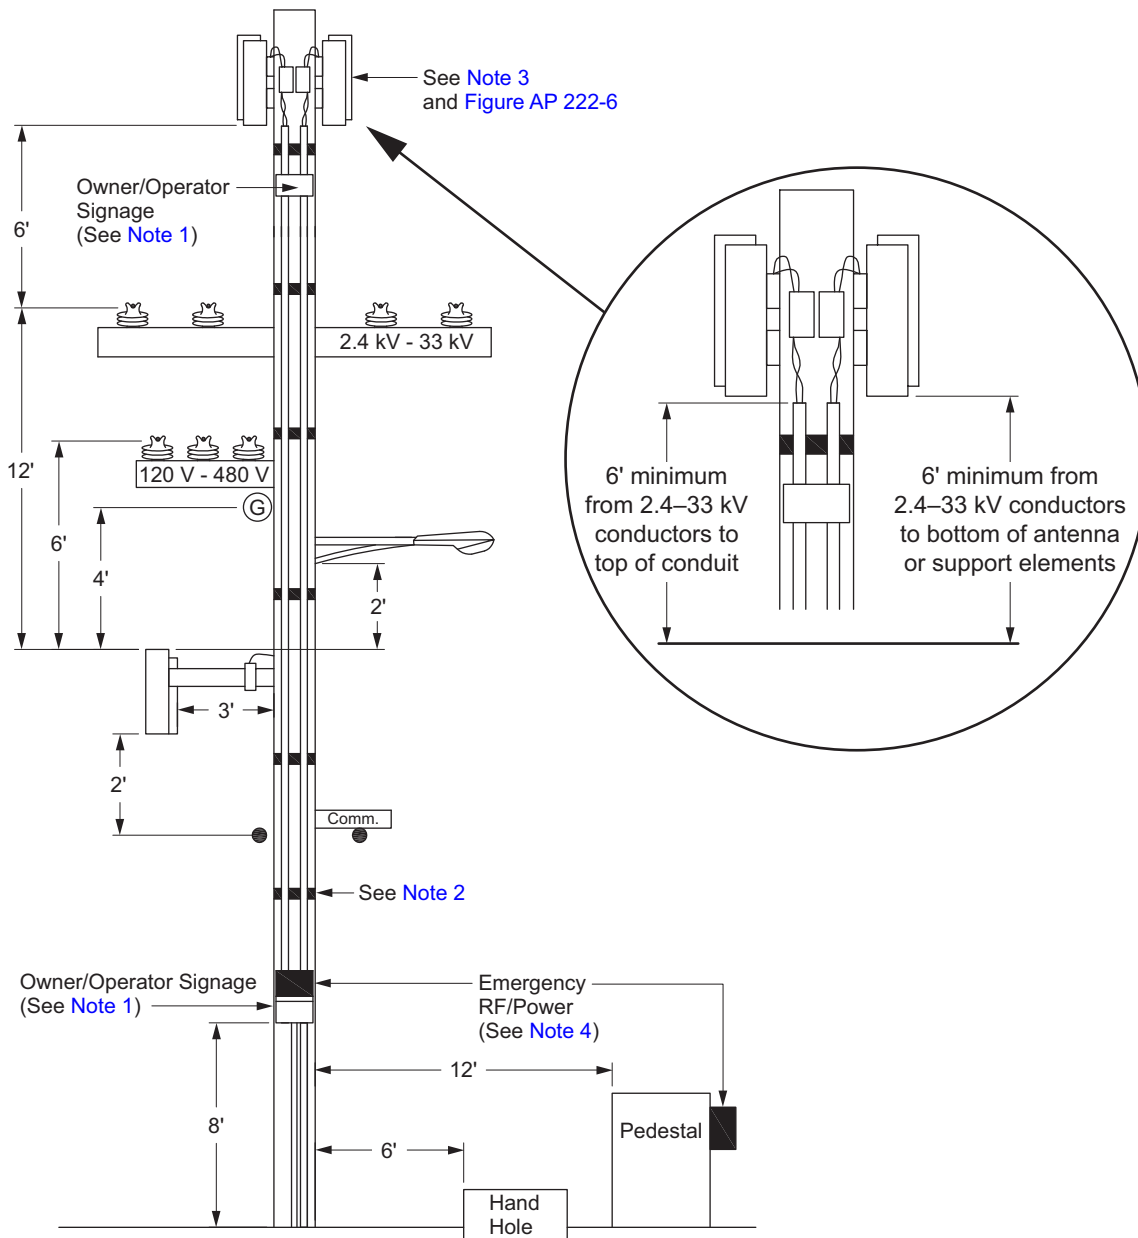 See Note 3
and Figure AP 222-6
Owner/Operator
Signage
(See Note 1)
6'
2.4 kV - 33 kV
12'
120 V - 480 V
G
6'
4'
2'
3'
2'
Comm.
See Note 2
6' minimum
from 2.4–33 kV
conductors to
top of conduit
6' minimum from
2.4–33 kV conductors
to bottom of antenna
or support elements
Owner/Operator Signage
(See Note 1)
Emergency
RF/Power
(See Note 4)
12'
8'
6'
Pedestal
Hand
Hole